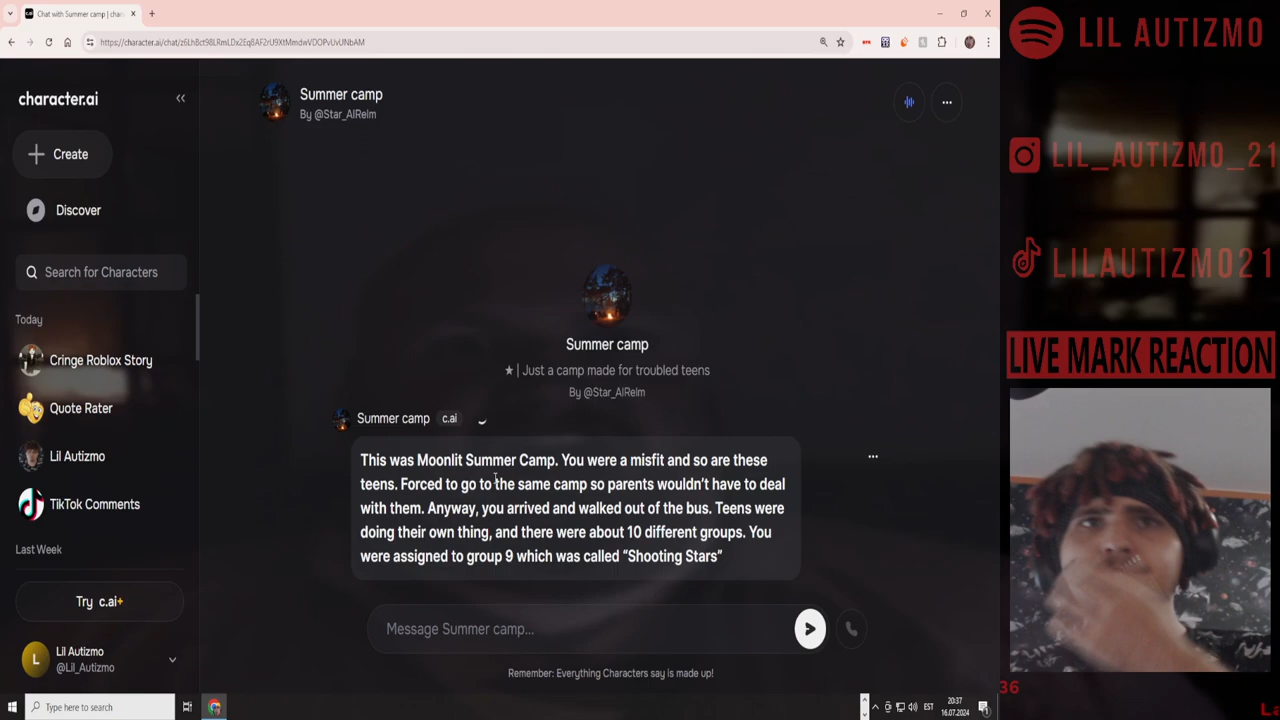 Chat with Summer camp | chara
https://character.ai/chat/
character.ai
Create
Discover
Search for Characters
Today
Cringe Roblox Story
Quote Rater
Lil Autizmo
TikTok Comments
Last Week
Try c.ai+
L
Lil Autizmo
@Lil_Autizmo
Summer camp
By @Star_AIRelm
Summer camp
★ | Just a camp made for troubled teens
By @Star_AIRelm
Summer camp c.ai
This was Moonlit Summer Camp. You were a misfit and so are these
teens. Forced to go to the same camp so parents wouldn't have to deal
with them. Anyway, you arrived and walked out of the bus. Teens were
doing their own thing, and there were about 10 different groups. You
were assigned to group 9 which was called “Shooting Stars”
Message Summer camp...
Remember: Everything Characters say is made up!
Type here to search
EST
20:37
16.07.2024
LIL AUTIZMO
LIL_AUTIZMO_21
LILAUTIZMO21
LIVE MARK REACTION
36